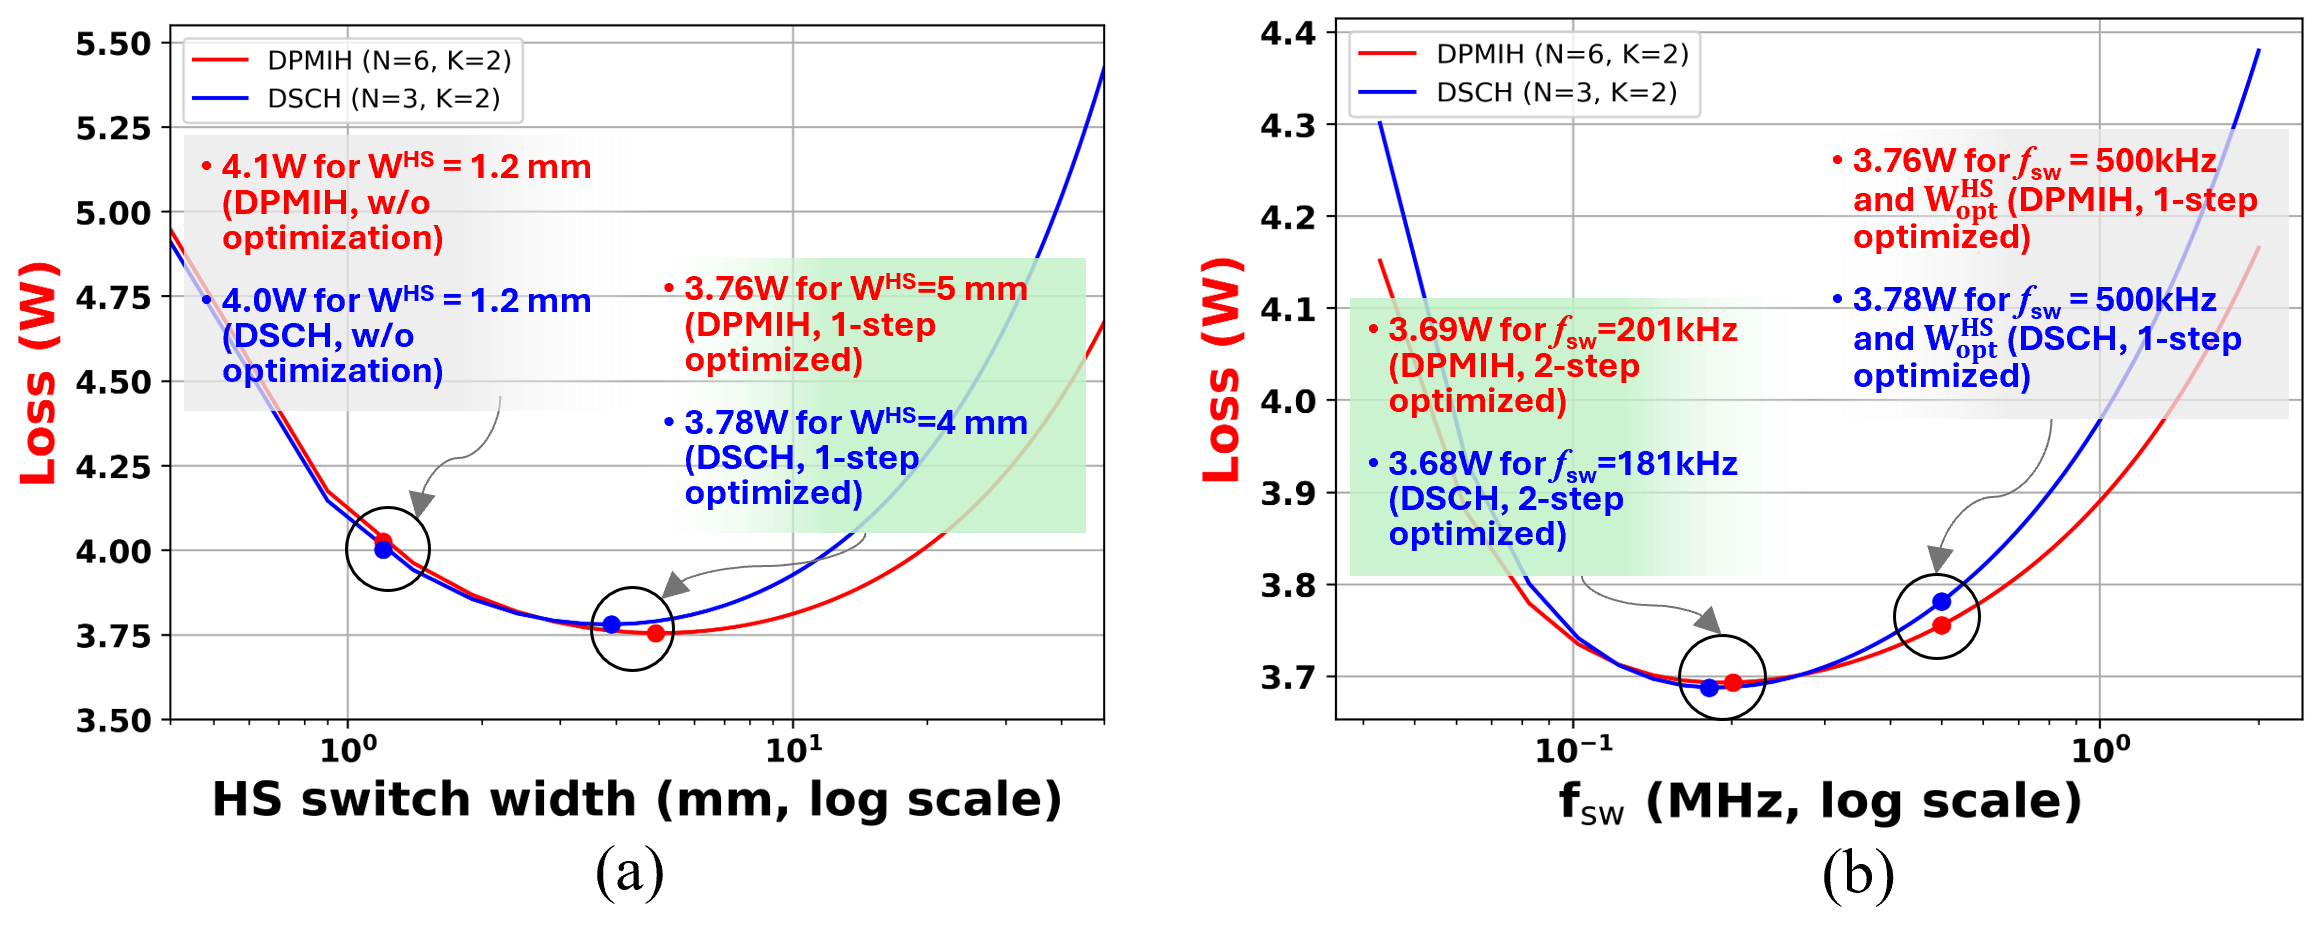 DPMIH (N=6, K=2)
DSCH (N=3, K=2)
5.50
5.25
5.00
4.75
4.50
4.25
4.00
3.75
3.50
Loss (W)
• 4.1W for W^HS = 1.2 mm
(DPMIH, w/o
optimization)
• 4.0W for W^HS = 1.2 mm
(DSCH, w/o
optimization)
• 3.76W for W^HS=5 mm
(DPMIH, 1-step
optimized)
• 3.78W for W^HS=4 mm
(DSCH, 1-step
optimized)
10^0
10^1
HS switch width (mm, log scale)
(a)
DPMIH (N=6, K=2)
DSCH (N=3, K=2)
4.4
4.3
4.2
4.1
4.0
3.9
3.8
3.7
Loss (W)
• 3.76W for f_sw = 500kHz
and W_opt^HS (DPMIH, 1-step
optimized)
• 3.78W for f_sw = 500kHz
and W_opt^HS (DSCH, 1-step
optimized)
• 3.69W for f_sw=201kHz
(DPMIH, 2-step
optimized)
• 3.68W for f_sw=181kHz
(DSCH, 2-step
optimized)
10^−1
10^0
f_sw (MHz, log scale)
(b)